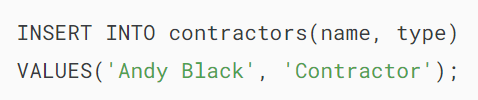 INSERT INTO contractors(name, type)
VALUES('Andy Black', 'Contractor');